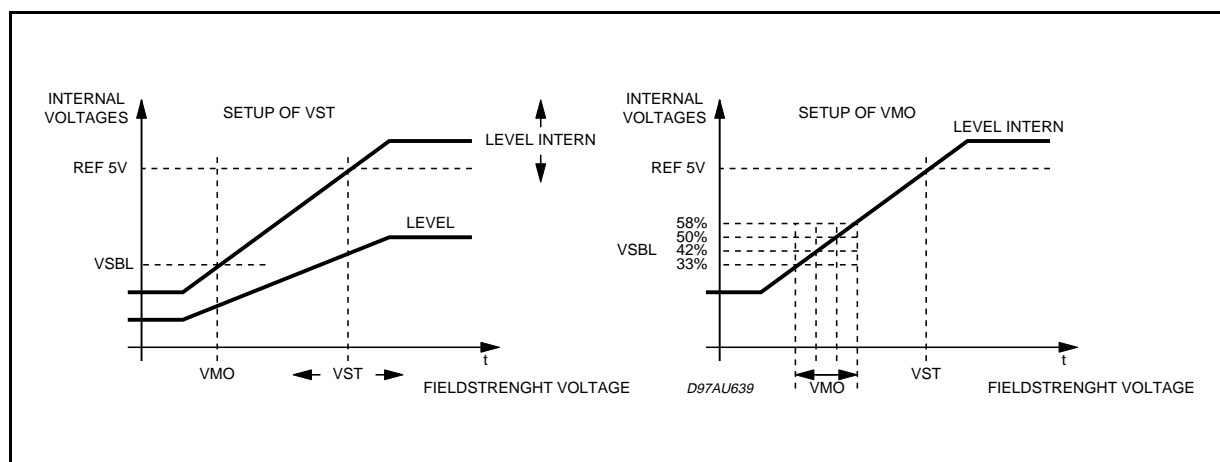 INTERNAL
VOLTAGES
SETUP OF VST
LEVEL INTERN
REF 5V
LEVEL
VSBL
t
VMO
VST
FIELDSTRENGHT VOLTAGE
INTERNAL
VOLTAGES
SETUP OF VMO
LEVEL INTERN
REF 5V
58%
50%
VSBL 42%
33%
t
D97AU639
VMO
VST
FIELDSTRENGHT VOLTAGE